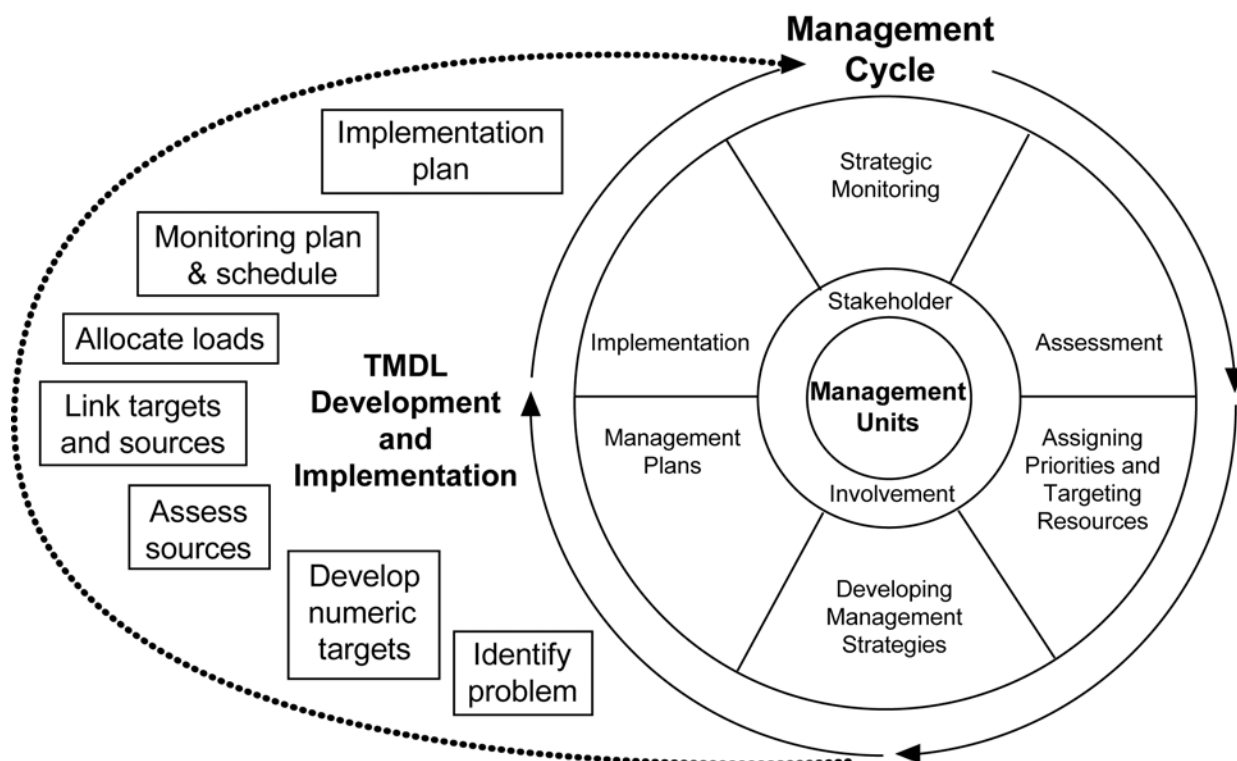 Management
Cycle
Implementation
plan
Monitoring plan
& schedule
Allocate loads
Link targets
and sources
Assess
sources
Develop
numeric
targets
Identify
problem
TMDL
Development
and
Implementation
Strategic
Monitoring
Assessment
Assigning
Priorities and
Targeting
Resources
Developing
Management
Strategies
Management
Plans
Implementation
Stakeholder
Involvement
Management
Units